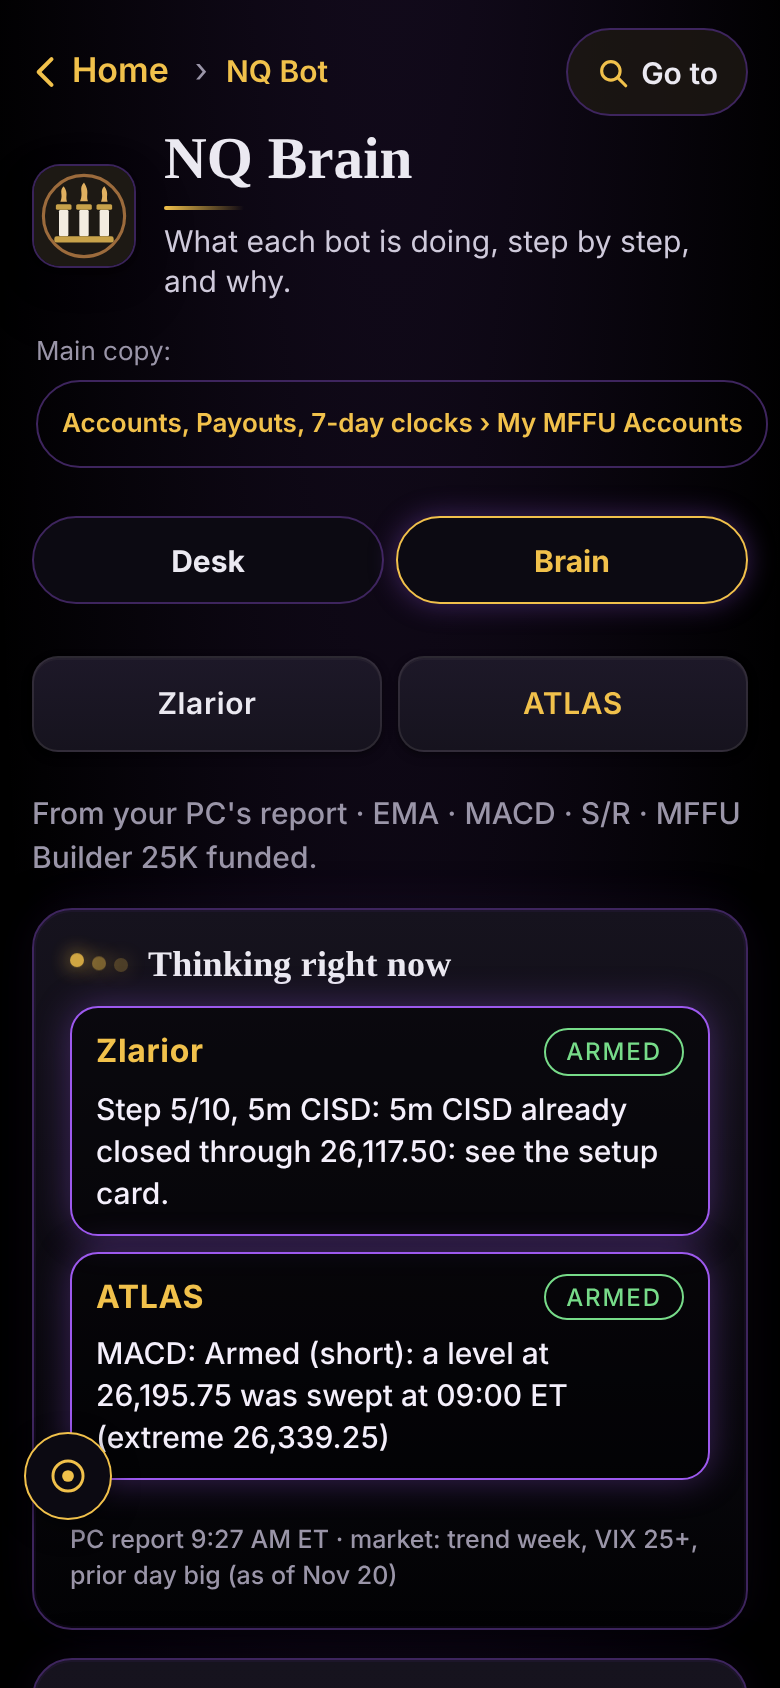 Home › NQ Bot
Go to
NQ Brain
What each bot is doing, step by step,
and why.
Main copy:
Accounts, Payouts, 7-day clocks › My MFFU Accounts
Desk
Brain
Zlarior
ATLAS
From your PC's report · EMA · MACD · S/R · MFFU
Builder 25K funded.
Thinking right now
Zlarior
ARMED
Step 5/10, 5m CISD: 5m CISD already
closed through 26,117.50: see the setup
card.
ATLAS
ARMED
MACD: Armed (short): a level at
26,195.75 was swept at 09:00 ET
(extreme 26,339.25)
PC report 9:27 AM ET · market: trend week, VIX 25+,
prior day big (as of Nov 20)